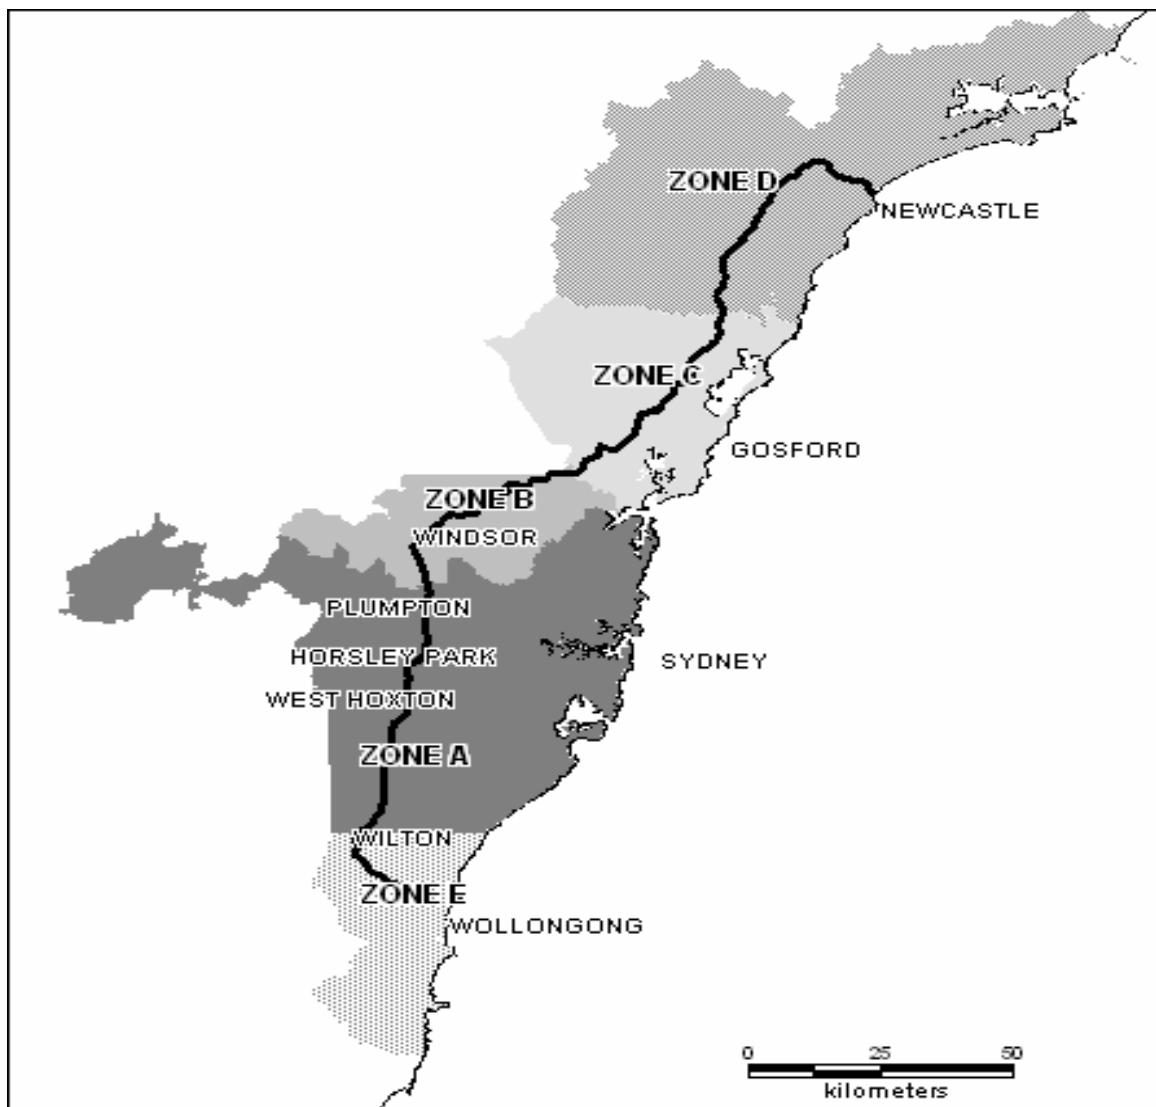 ZONE D
NEWCASTLE
ZONE C
GOSFORD
ZONE B
WINDSOR
PLUMPTON
HORSLEY PARK
SYDNEY
WEST HOXTON
ZONE A
WILTON
ZONE E
WOLLONGONG
0 25 50
kilometers